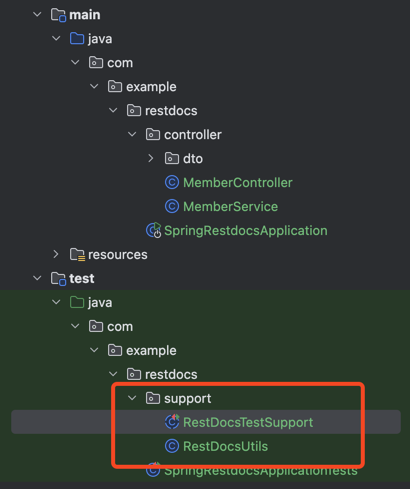 main
java
com
example
restdocs
controller
dto
MemberController
MemberService
SpringRestdocsApplication
resources
test
java
com
example
restdocs
support
RestDocsTestSupport
RestDocsUtils
SpringRestdocsApplicationTests